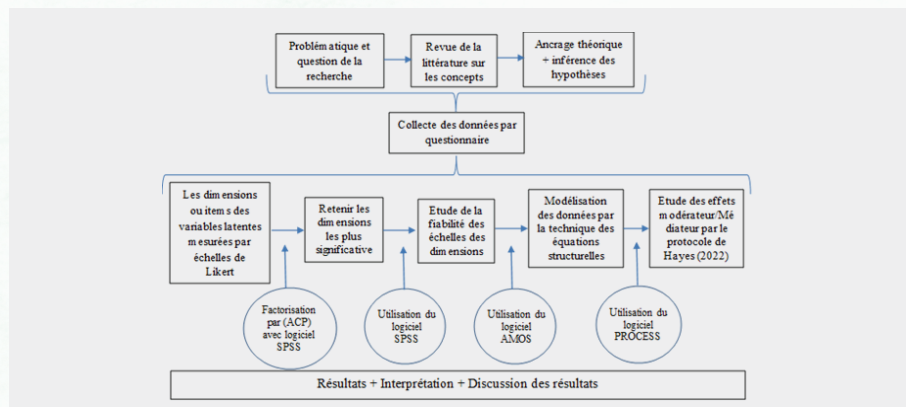 Problématique et
question de la
recherche
Revue de la
littérature sur
les concepts
Ancrage théorique
+ inférence des
hypothèses
Collecte des données par
questionnaire
Les dimensions
ou items des
variables latentes
mesurées par
échelles de
Likert
Retenir les
dimensions
les plus
significative
Etude de la
fiabilité des
échelles des
dimensions
Modélisation
des données par
la technique des
équations
structurelles
Etude des effets
modérateur/Mé
diateur par le
protocole de
Hayes (2022)
Factorisation
par (ACP)
avec logiciel
SPSS
Utilisation du
logiciel
SPSS
Utilisation du
logiciel
AMOS
Utilisation du
logiciel
PROCESS
Résultats + Interprétation + Discussion des résultats